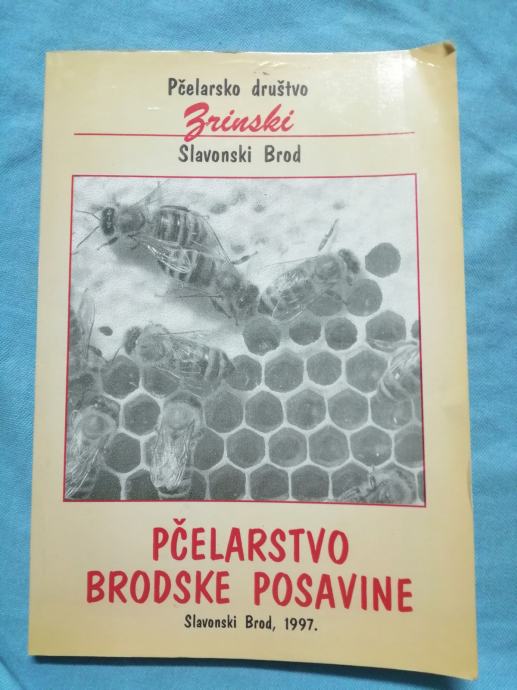 Pčelarsko društvo
Zrinski
Slavonski Brod
PČELARSTVO
BRODSKE POSAVINE
Slavonski Brod, 1997.